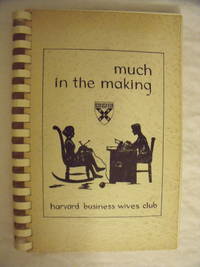 much
in the making
harvard business wives club